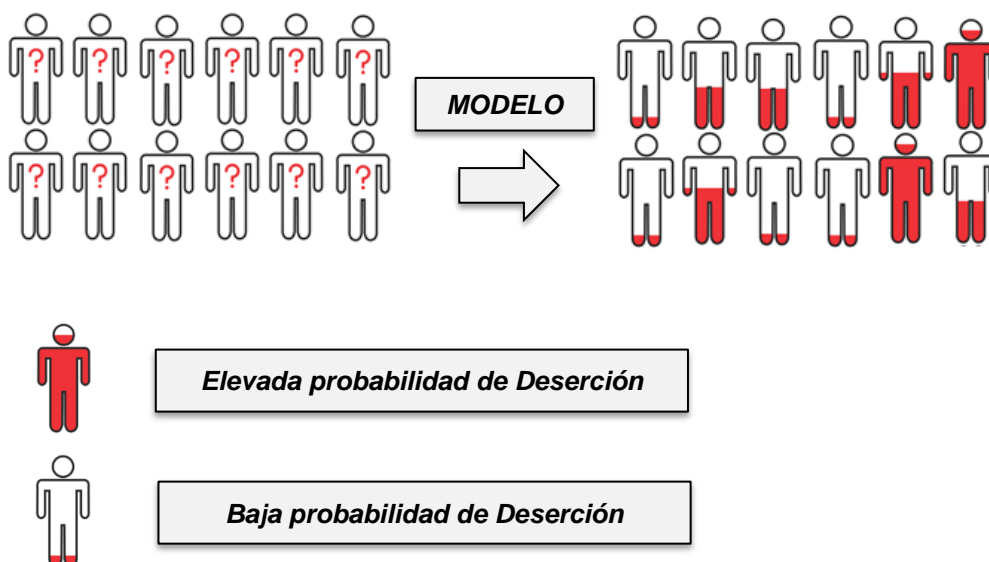 ? ? ? ? ? ?
MODELO
? ? ? ? ? ?
Elevada probabilidad de Deserción
Baja probabilidad de Deserción